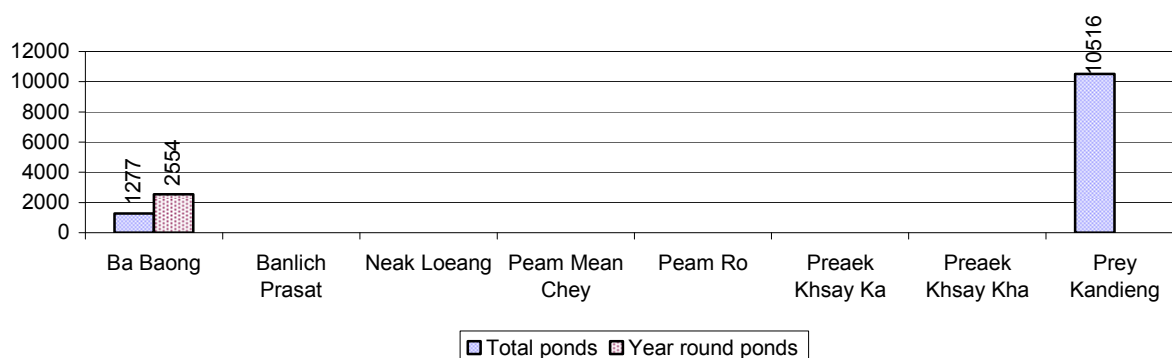 12000
10000
8000
6000
4000
2000
0
1277
2554
10516
Ba Baong
Banlich
Prasat
Neak Loeang
Peam Mean
Chey
Peam Ro
Preaek
Khsay Ka
Preaek
Khsay Kha
Prey
Kandieng
Total ponds
Year round ponds